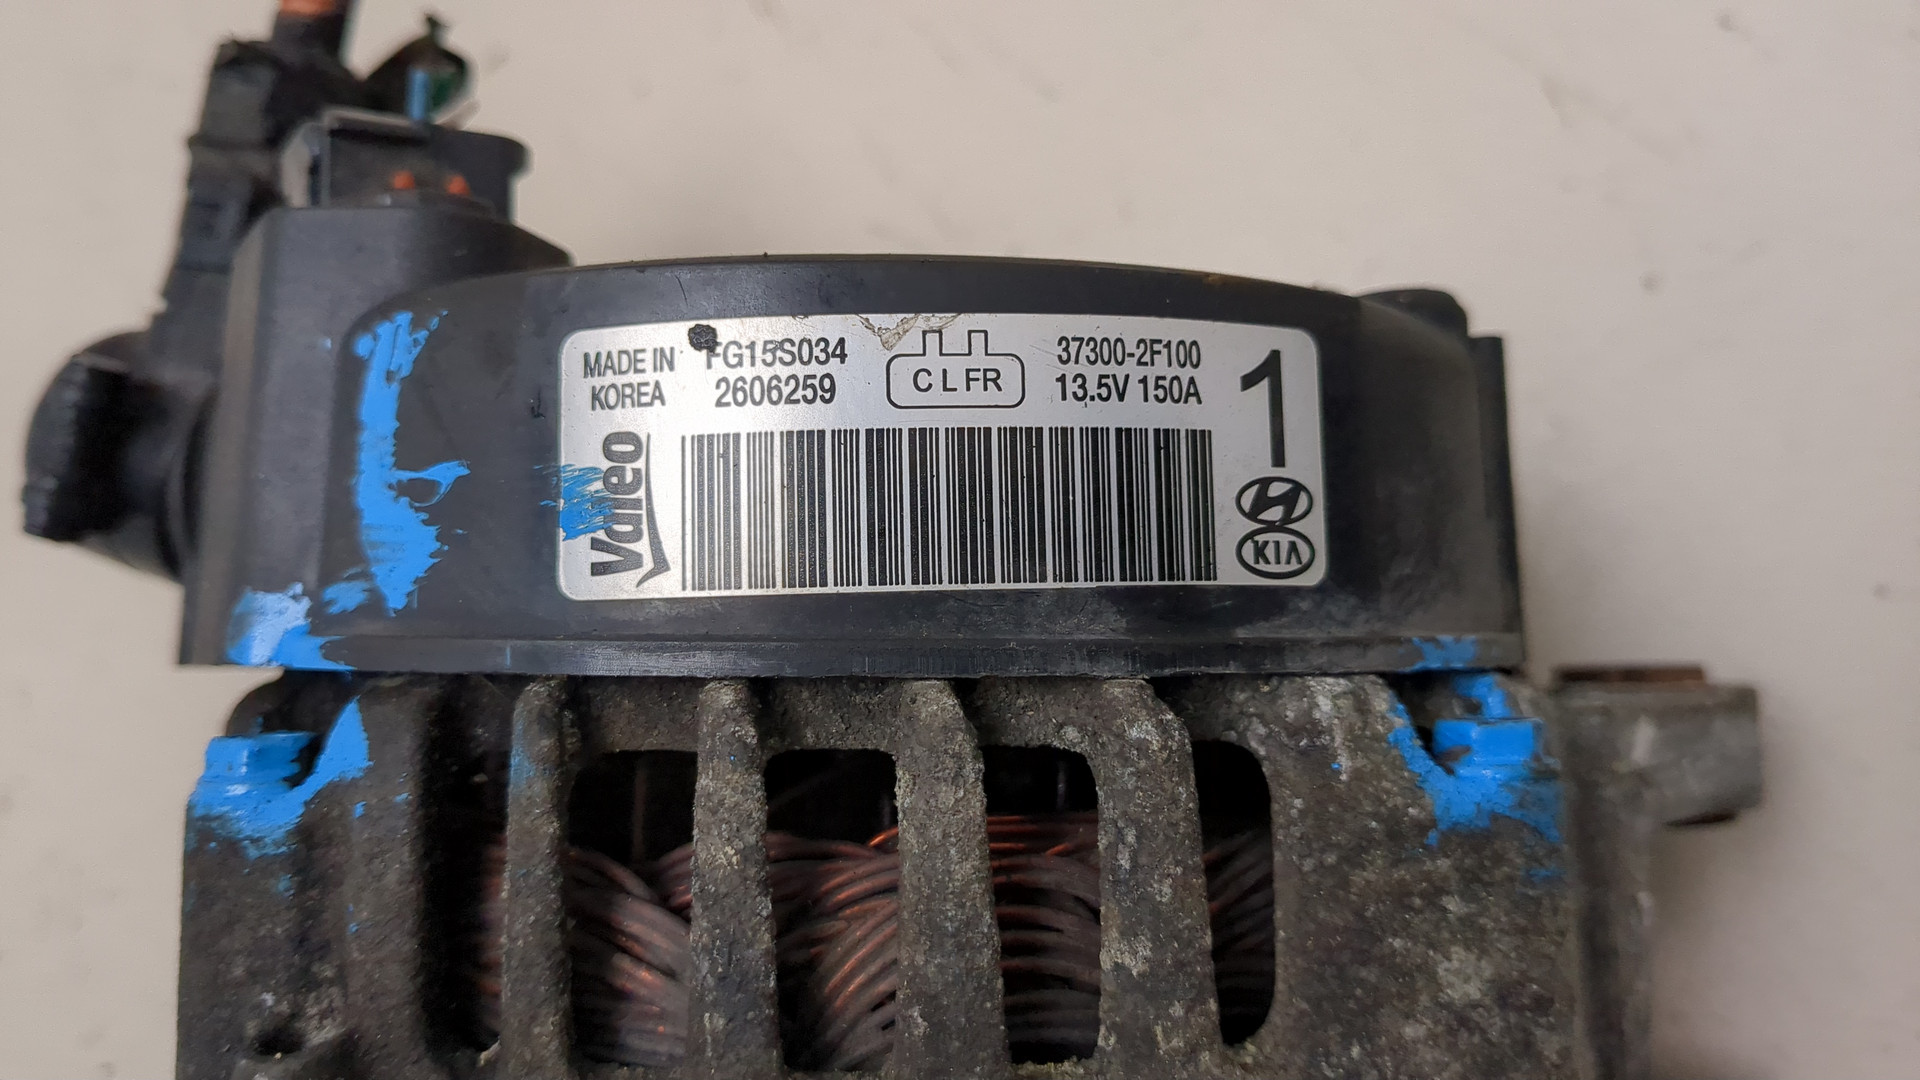 MADE IN
KOREA
FG15S034
2606259
C L FR
37300-2F100
13.5V 150A
1
Valeo
KIA